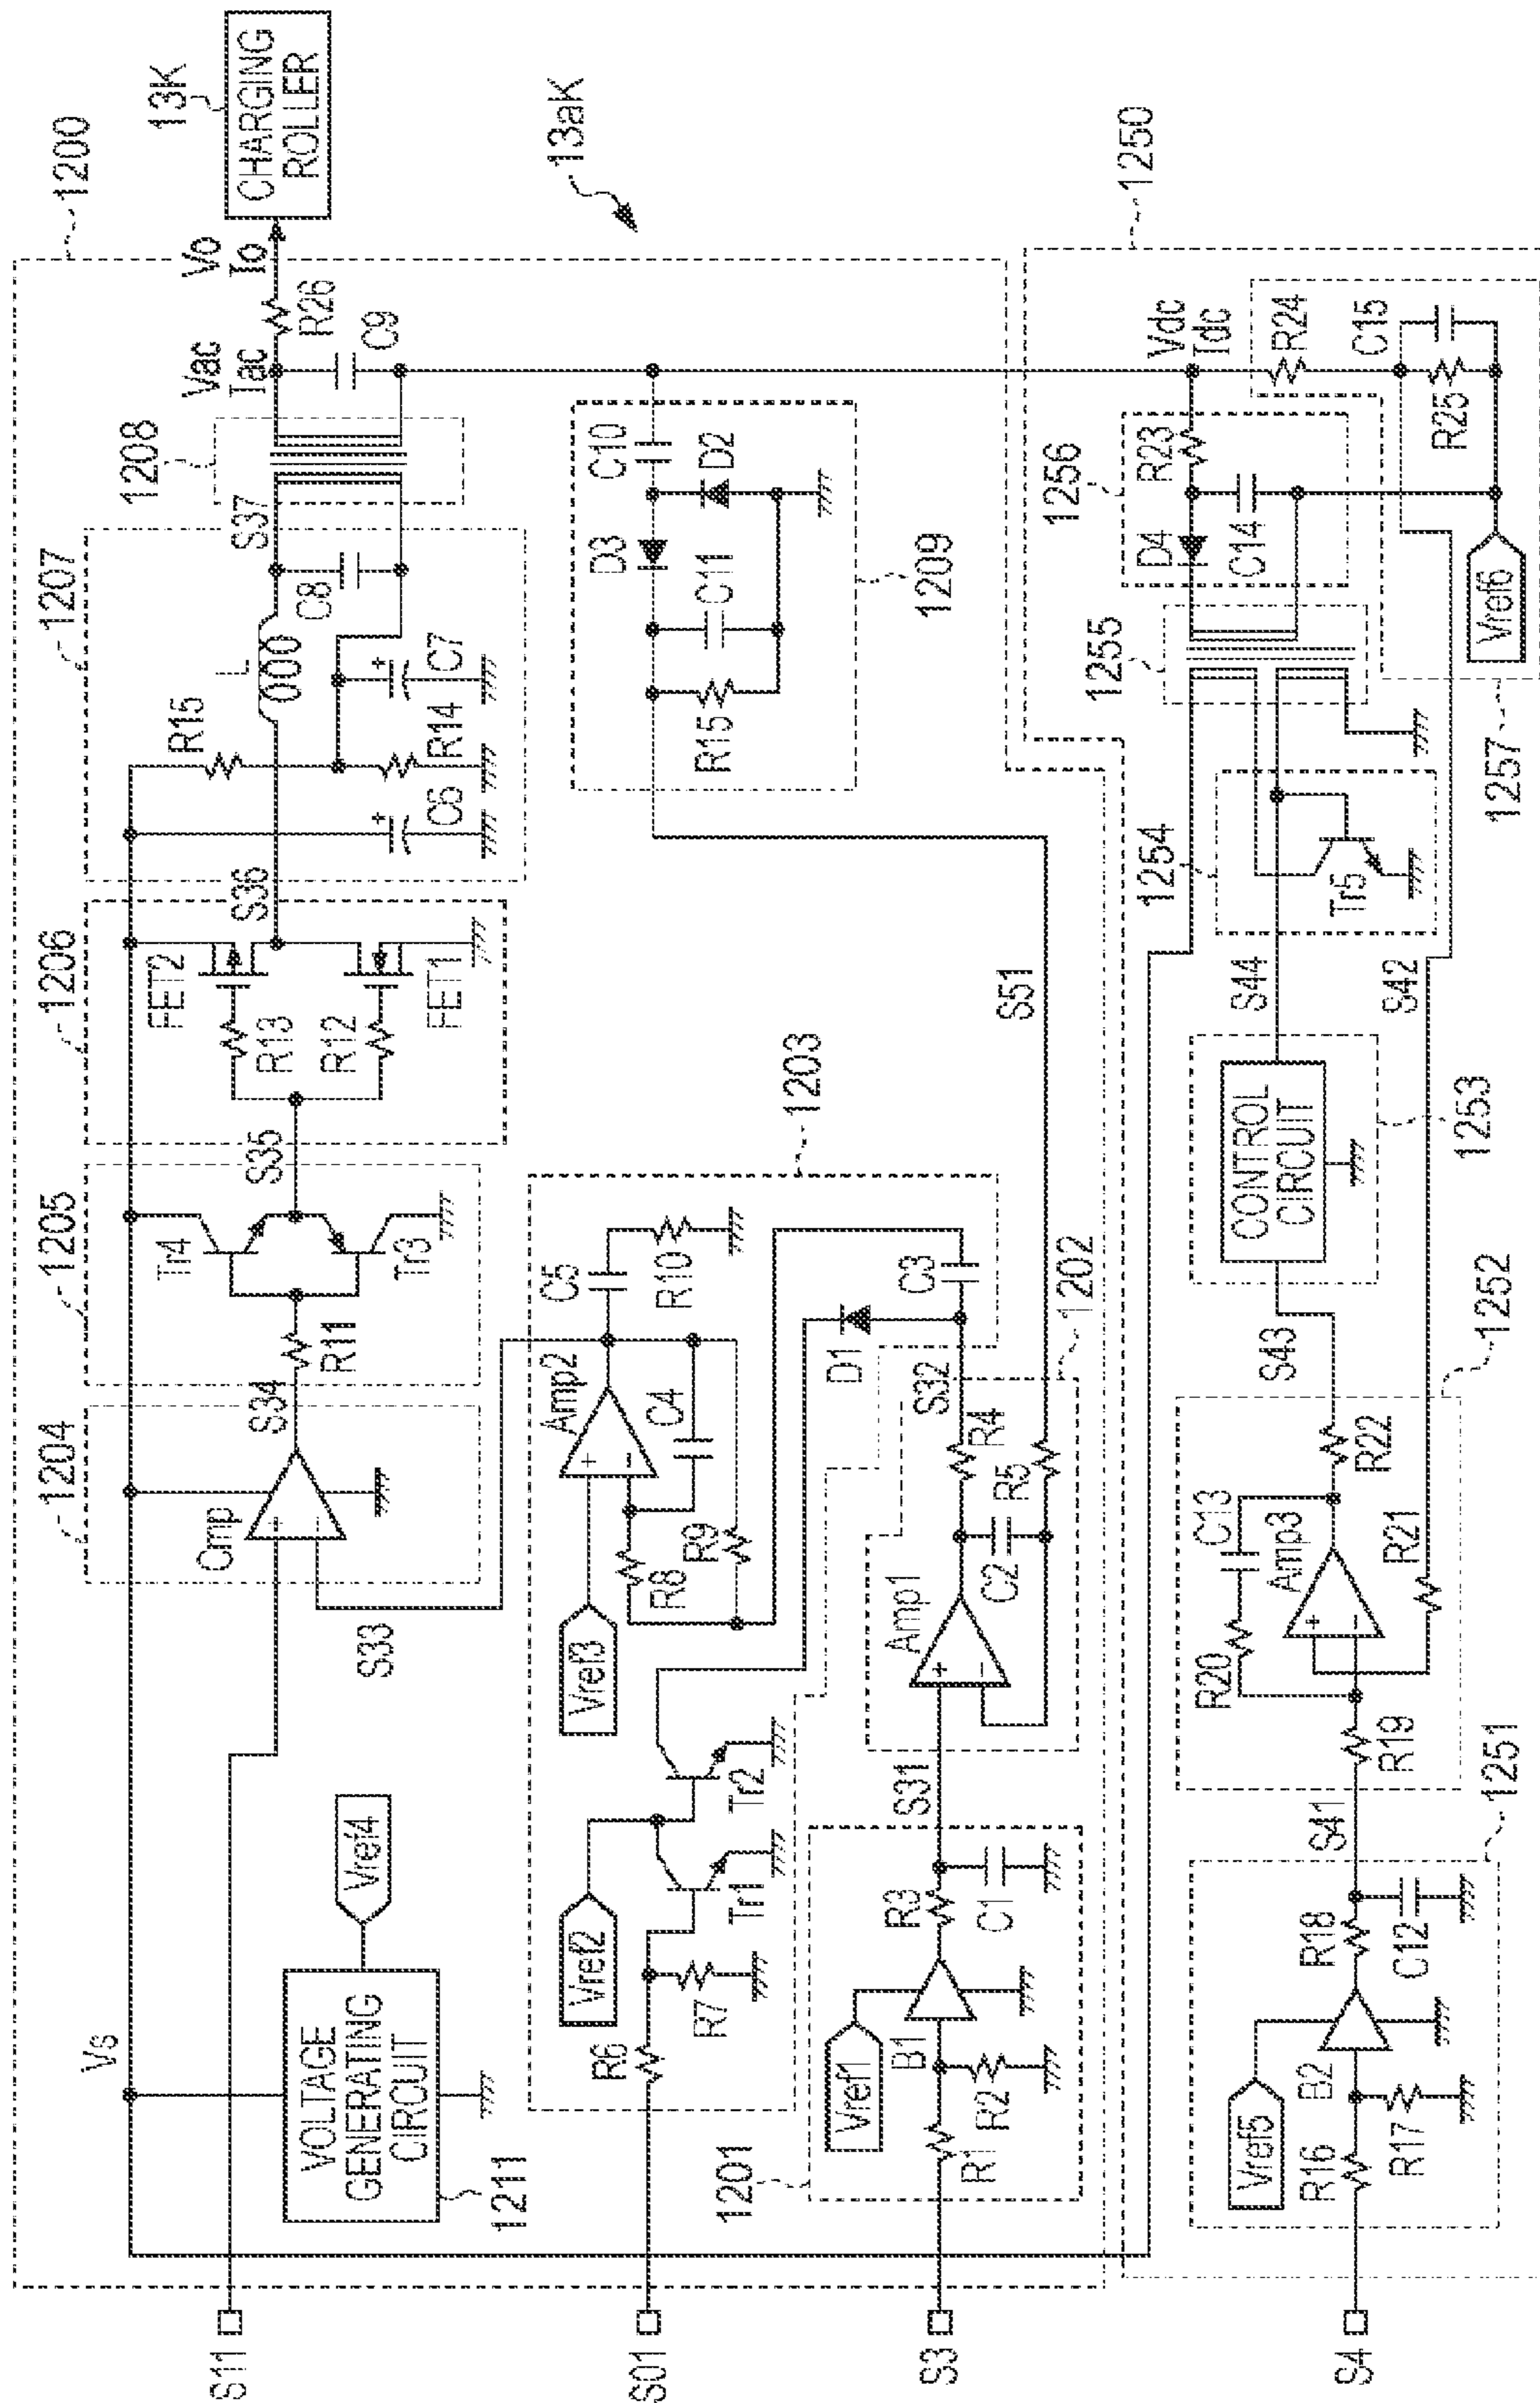 13K
CHARGING
ROLLER
1200
13aK
1250
Vo
Io
R26
Vac
Iac
C9
1208
S37
1207
C8
L
C7
R15
R14
C6
1206
S36
FET2
R13
R12
FET1
1205
S35
Tr4
R11
Tr3
1204
S34
Cmp
+
−
S33
Vs
Vref4
VOLTAGE
GENERATING
CIRCUIT
1211
S11
C10
D2
D3
C11
R15
1209
S51
1203
C5
R10
Amp2
+
−
C4
R8
R9
Vref3
D1
C3
1202
S32
R4
C2
R5
Amp1
+
−
Tr2
Tr1
Vref2
R6
R7
S01
S31
R3
C1
Vref1
B1
R2
R1
1201
S3
Vdc
Idc
R24
C15
R25
1256
R23
D4
C14
1255
Vref6
1257
1254
Tr5
S44
S42
CONTROL
CIRCUIT
1253
S43
1252
C13
R22
Amp3
+
−
R21
R20
R19
S41
1251
R18
C12
Vref5
B2
R16
R17
S4